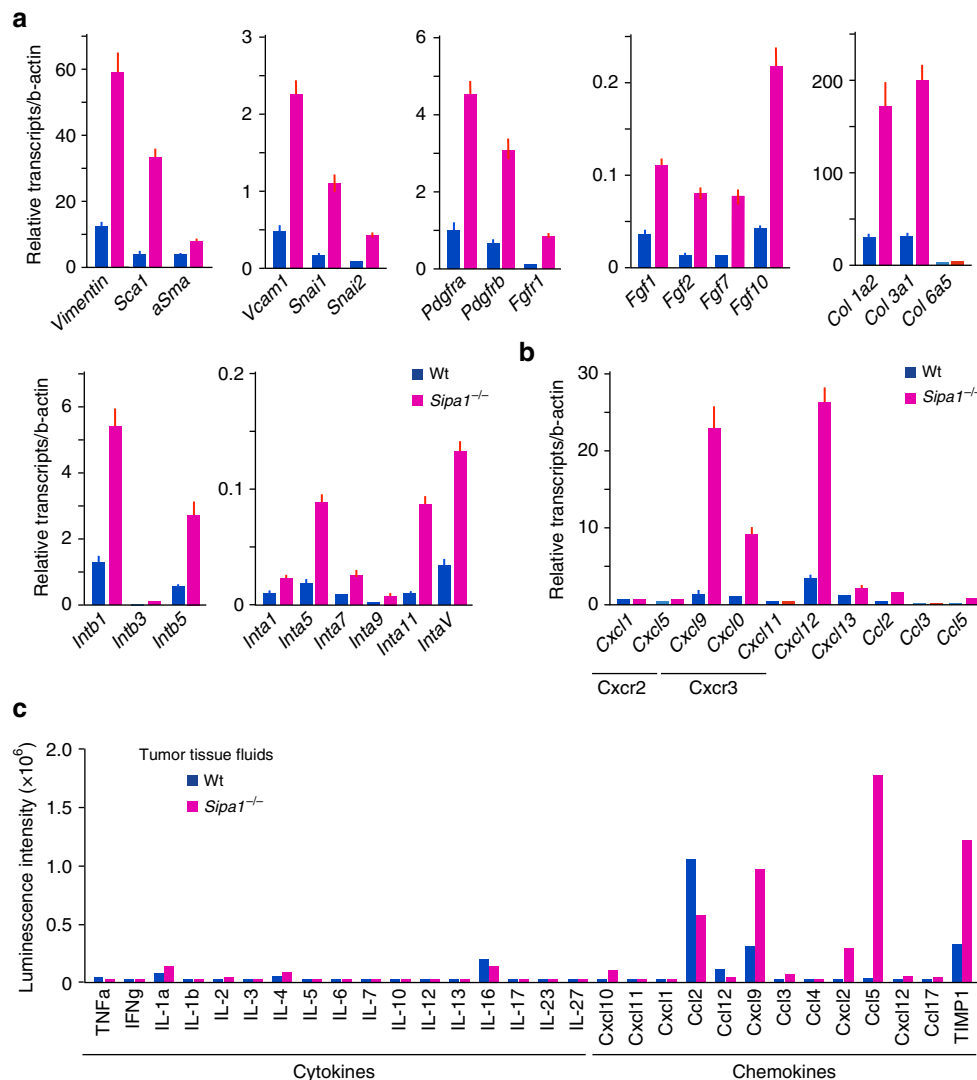 a
Relative transcripts/b-actin
60
40
20
0
Vimentin
Sca1
aSma
3
2
1
0
Vcam1
Snai1
Snai2
6
4
2
0
Pdgfra
Pdgfrb
Fgfr1
0.2
0.1
0
Fgf1
Fgf2
Fgf7
Fgf10
200
100
0
Col 1a2
Col 3a1
Col 6a5
Relative transcripts/b-actin
6
4
2
0
Intb1
Intb3
Intb5
0.2
0.1
0
Wt
Sipa1–/–
Inta1
Inta5
Inta7
Inta9
Inta11
IntaV
b
Relative transcripts/b-actin
30
20
10
0
Wt
Sipa1–/–
Cxcl1
Cxcl5
Cxcl9
Cxcl0
Cxcl11
Cxcl12
Cxcl13
Ccl2
Ccl3
Ccl5
Cxcr2
Cxcr3
c
Luminescence intensity (×10⁶)
2.0
1.5
1.0
0.5
0
Tumor tissue fluids
Wt
Sipa1–/–
TNFa
IFNg
IL-1a
IL-1b
IL-2
IL-3
IL-4
IL-5
IL-6
IL-7
IL-10
IL-12
IL-13
IL-16
IL-17
IL-23
IL-27
Cxcl10
Cxcl11
Cxcl1
Ccl2
Ccl12
Cxcl9
Ccl3
Ccl4
Cxcl2
Ccl5
Cxcl12
Ccl17
TIMP1
Cytokines
Chemokines